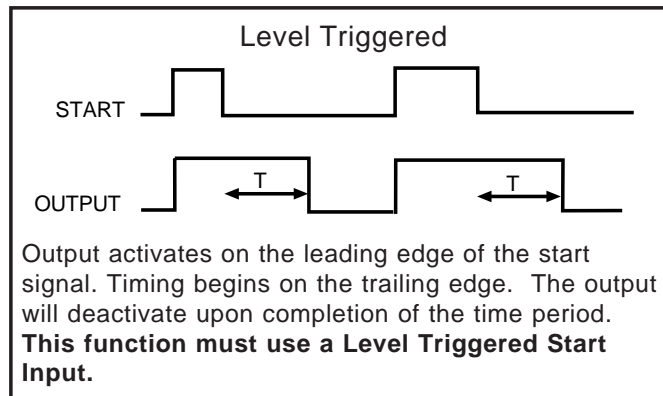 Level Triggered
START
T
T
OUTPUT
Output activates on the leading edge of the start
signal. Timing begins on the trailing edge. The output
will deactivate upon completion of the time period.
This function must use a Level Triggered Start
Input.